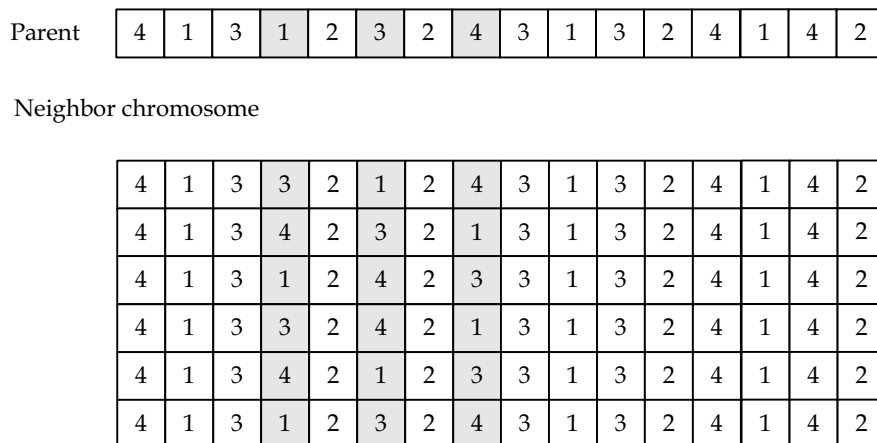 Parent 4 1 3 1 2 3 2 4 3 1 3 2 4 1 4 2
Neighbor chromosome
4 1 3 3 2 1 2 4 3 1 3 2 4 1 4 2
4 1 3 4 2 3 2 1 3 1 3 2 4 1 4 2
4 1 3 1 2 4 2 3 3 1 3 2 4 1 4 2
4 1 3 3 2 4 2 1 3 1 3 2 4 1 4 2
4 1 3 4 2 1 2 3 3 1 3 2 4 1 4 2
4 1 3 1 2 3 2 4 3 1 3 2 4 1 4 2